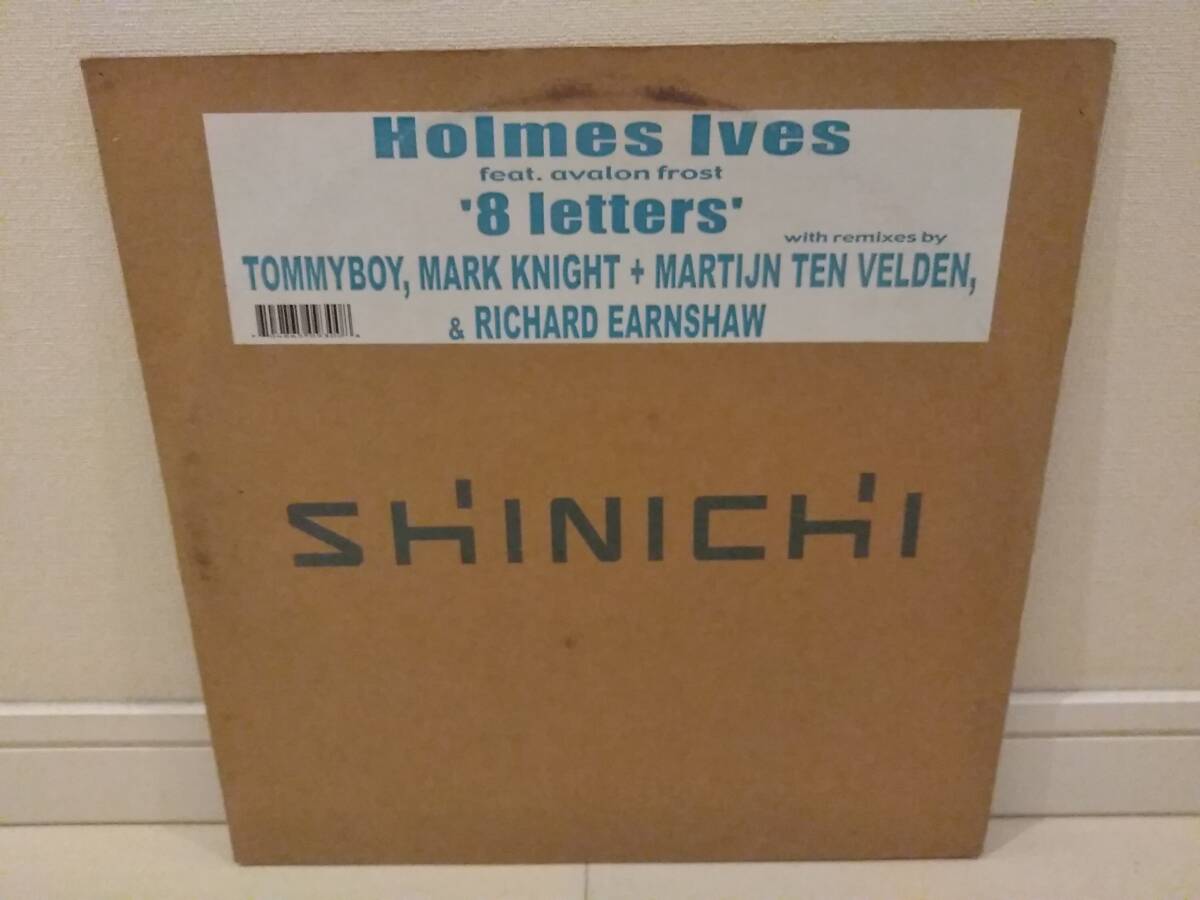 Holmes Ives
feat. avalon frost
'8 letters'
with remixes by
TOMMYBOY, MARK KNIGHT + MARTIJN TEN VELDEN,
& RICHARD EARNSHAW
SHINICHI